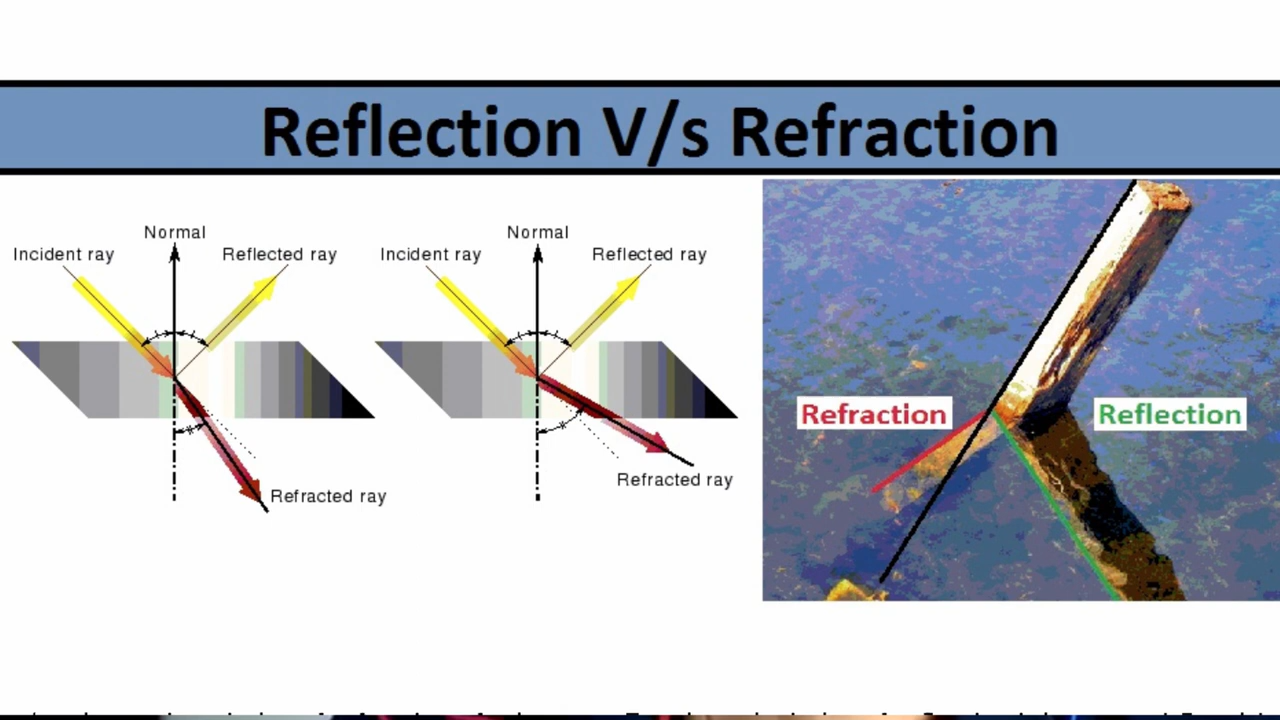 Reflection V/s Refraction
Normal
Incident ray
Reflected ray
Refracted ray
Normal
Incident ray
Reflected ray
Refracted ray
Refraction
Reflection